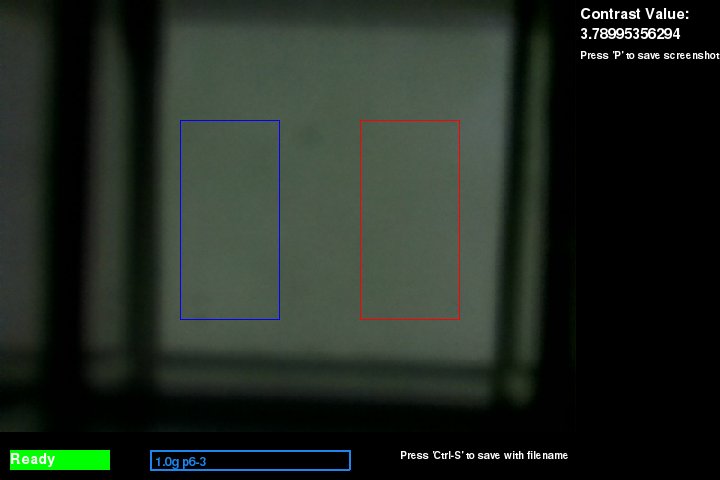 Contrast Value:
3.78995356294
Press 'P' to save screenshot
Ready
1.0g p6-3
Press 'Ctrl-S' to save with filename